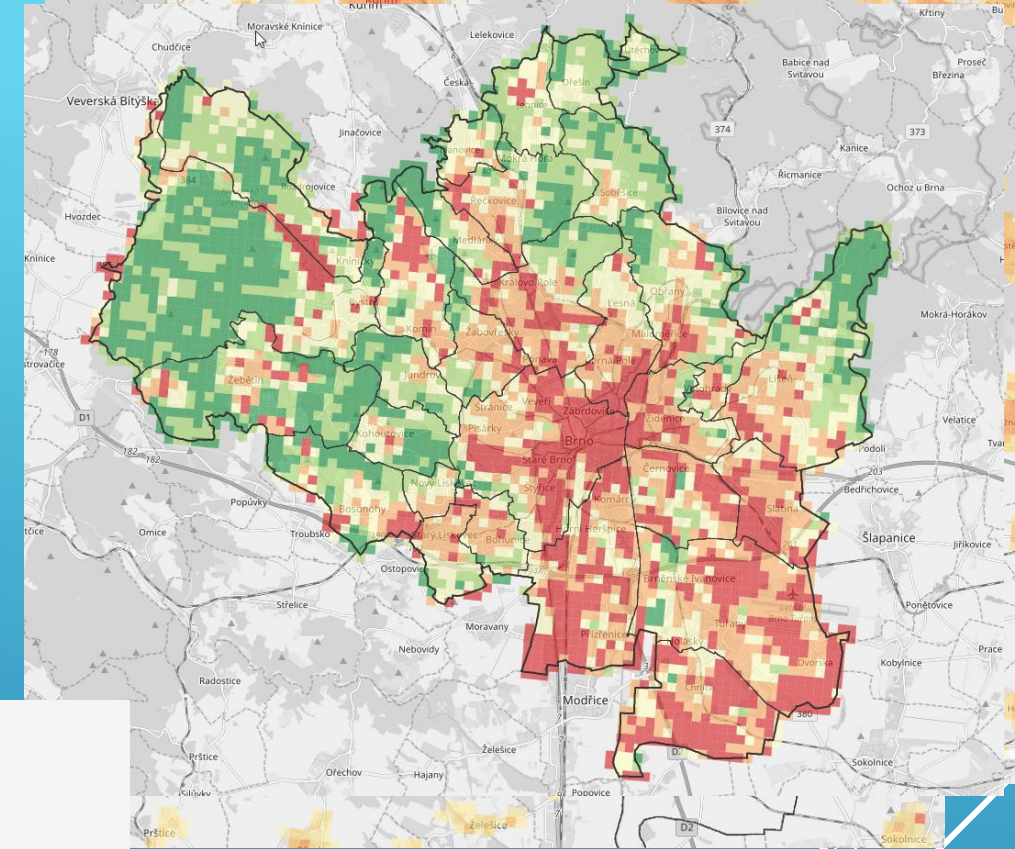 Kuřim
Moravské Knínice
Lelekovice
Křtiny
Bu
Chudčice
Útěchov
Babice nad
Svitavou
Proseč
Březina
Česká
Ořešín
Veverská Bítýška
Jehnice
Jinačovice
374
373
Kanice
Mokrá Hora
384
Rozdrojovice
Řícmanice
Ochoz u Brna
Soběšice
Řečkovice
Hvozdec
Bílovice nad
Svitavou
Medlánky
Knínice
Kníničky
Královo Pole
Obřany
Lesná
Bystrc
Mokrá-Horákov
Komín
Žabovřesky
Maloměřice
178
Černá Pole
Ponava
Jundrov
Žebětín
Líšeň
Vinohrady
Veveří
Stránice
Zábrdovice
D1
Židenice
Velatice
Pisárky
Kohoutovice
Brno
182
182
Podolí
Staré Brno
203
Černovice
Nový Lískovec
Bedřichovice
Štýřice
Popůvky
Komárov
Bosonohy
Slatina
Omice
Troubsko
Starý Lískovec
Horní Heršpice
Bohunice
Šlapanice
Jiříkovice
Ostopovice
Brněnské Ivanovice
Střelice
Ponětovice
Moravany
Tuřany
Přízřenice
Holásky
Nebovidy
Prace
Dvorska
Kobylnice
Radostice
Chrlice
Modřice
380
Želešice
D2
Prštice
Sokolnice
Ořechov
Hajany
Silůvky
Popovice
Prštice
Želešice
D2
Sokolnice